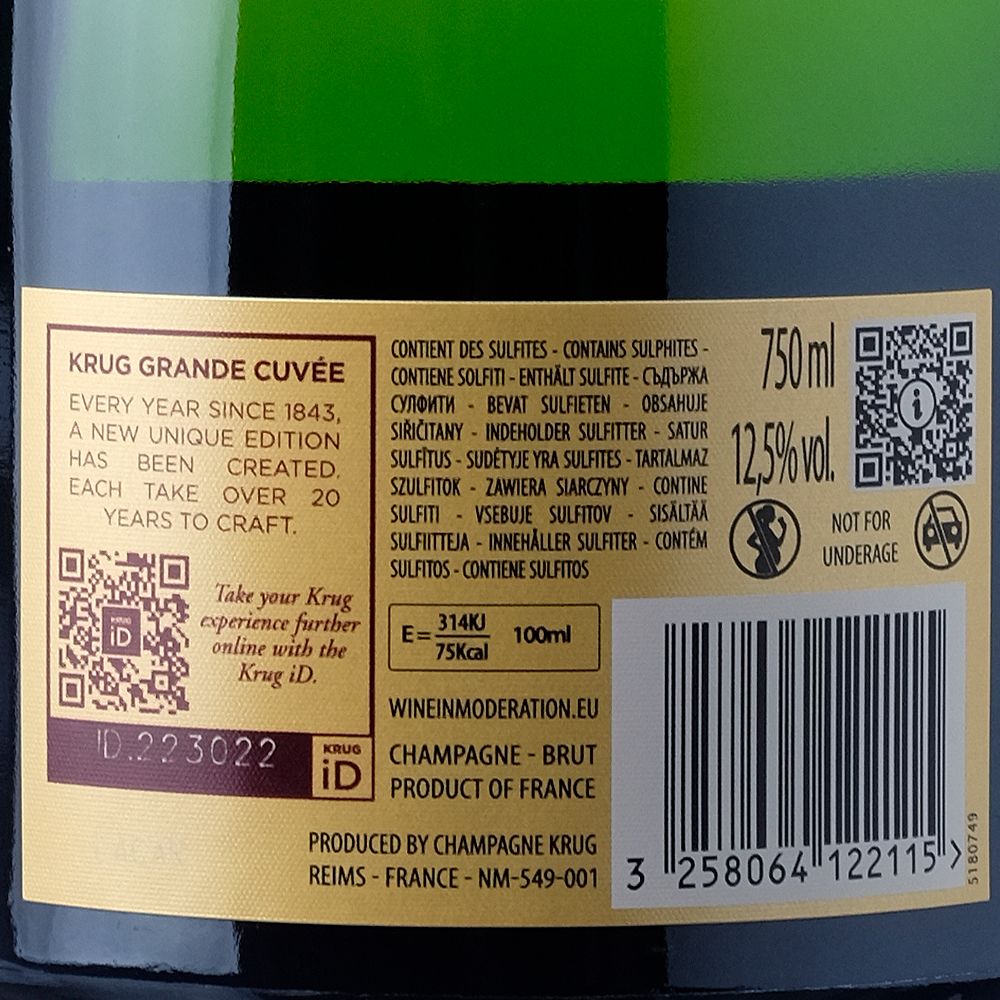 KRUG GRANDE CUVÉE
EVERY YEAR SINCE 1843,
A NEW UNIQUE EDITION
HAS BEEN CREATED.
EACH TAKE OVER 20
YEARS TO CRAFT.
KRUG
iD
Take your Krug
experience further
online with the
Krug iD.
ID.223022
KRUG
iD
CONTIENT DES SULFITES - CONTAINS SULPHITES -
CONTIENE SOLFITI - ENTHÄLT SULFITE - СЪДЪРЖА
СУЛФИТИ - BEVAT SULFIETEN - OBSAHUJE
SIŘIČITANY - INDEHOLDER SULFITTER - SATUR
SULFĪTUS - SUDĖTYJE YRA SULFITES - TARTALMAZ
SZULFITOK - ZAWIERA SIARCZYNY - CONTINE
SULFITI - VSEBUJE SULFITOV - SISÄLTÄÄ
SULFIITTEJA - INNEHÅLLER SULFITER - CONTÉM
SULFITOS - CONTIENE SULFITOS
E= 314KJ 100ml
75Kcal
WINEINMODERATION.EU
CHAMPAGNE - BRUT
PRODUCT OF FRANCE
PRODUCED BY CHAMPAGNE KRUG
REIMS - FRANCE - NM-549-001
750 ml
12,5% vol.
i
NOT FOR
UNDERAGE
3 258064 122115 >
5180749